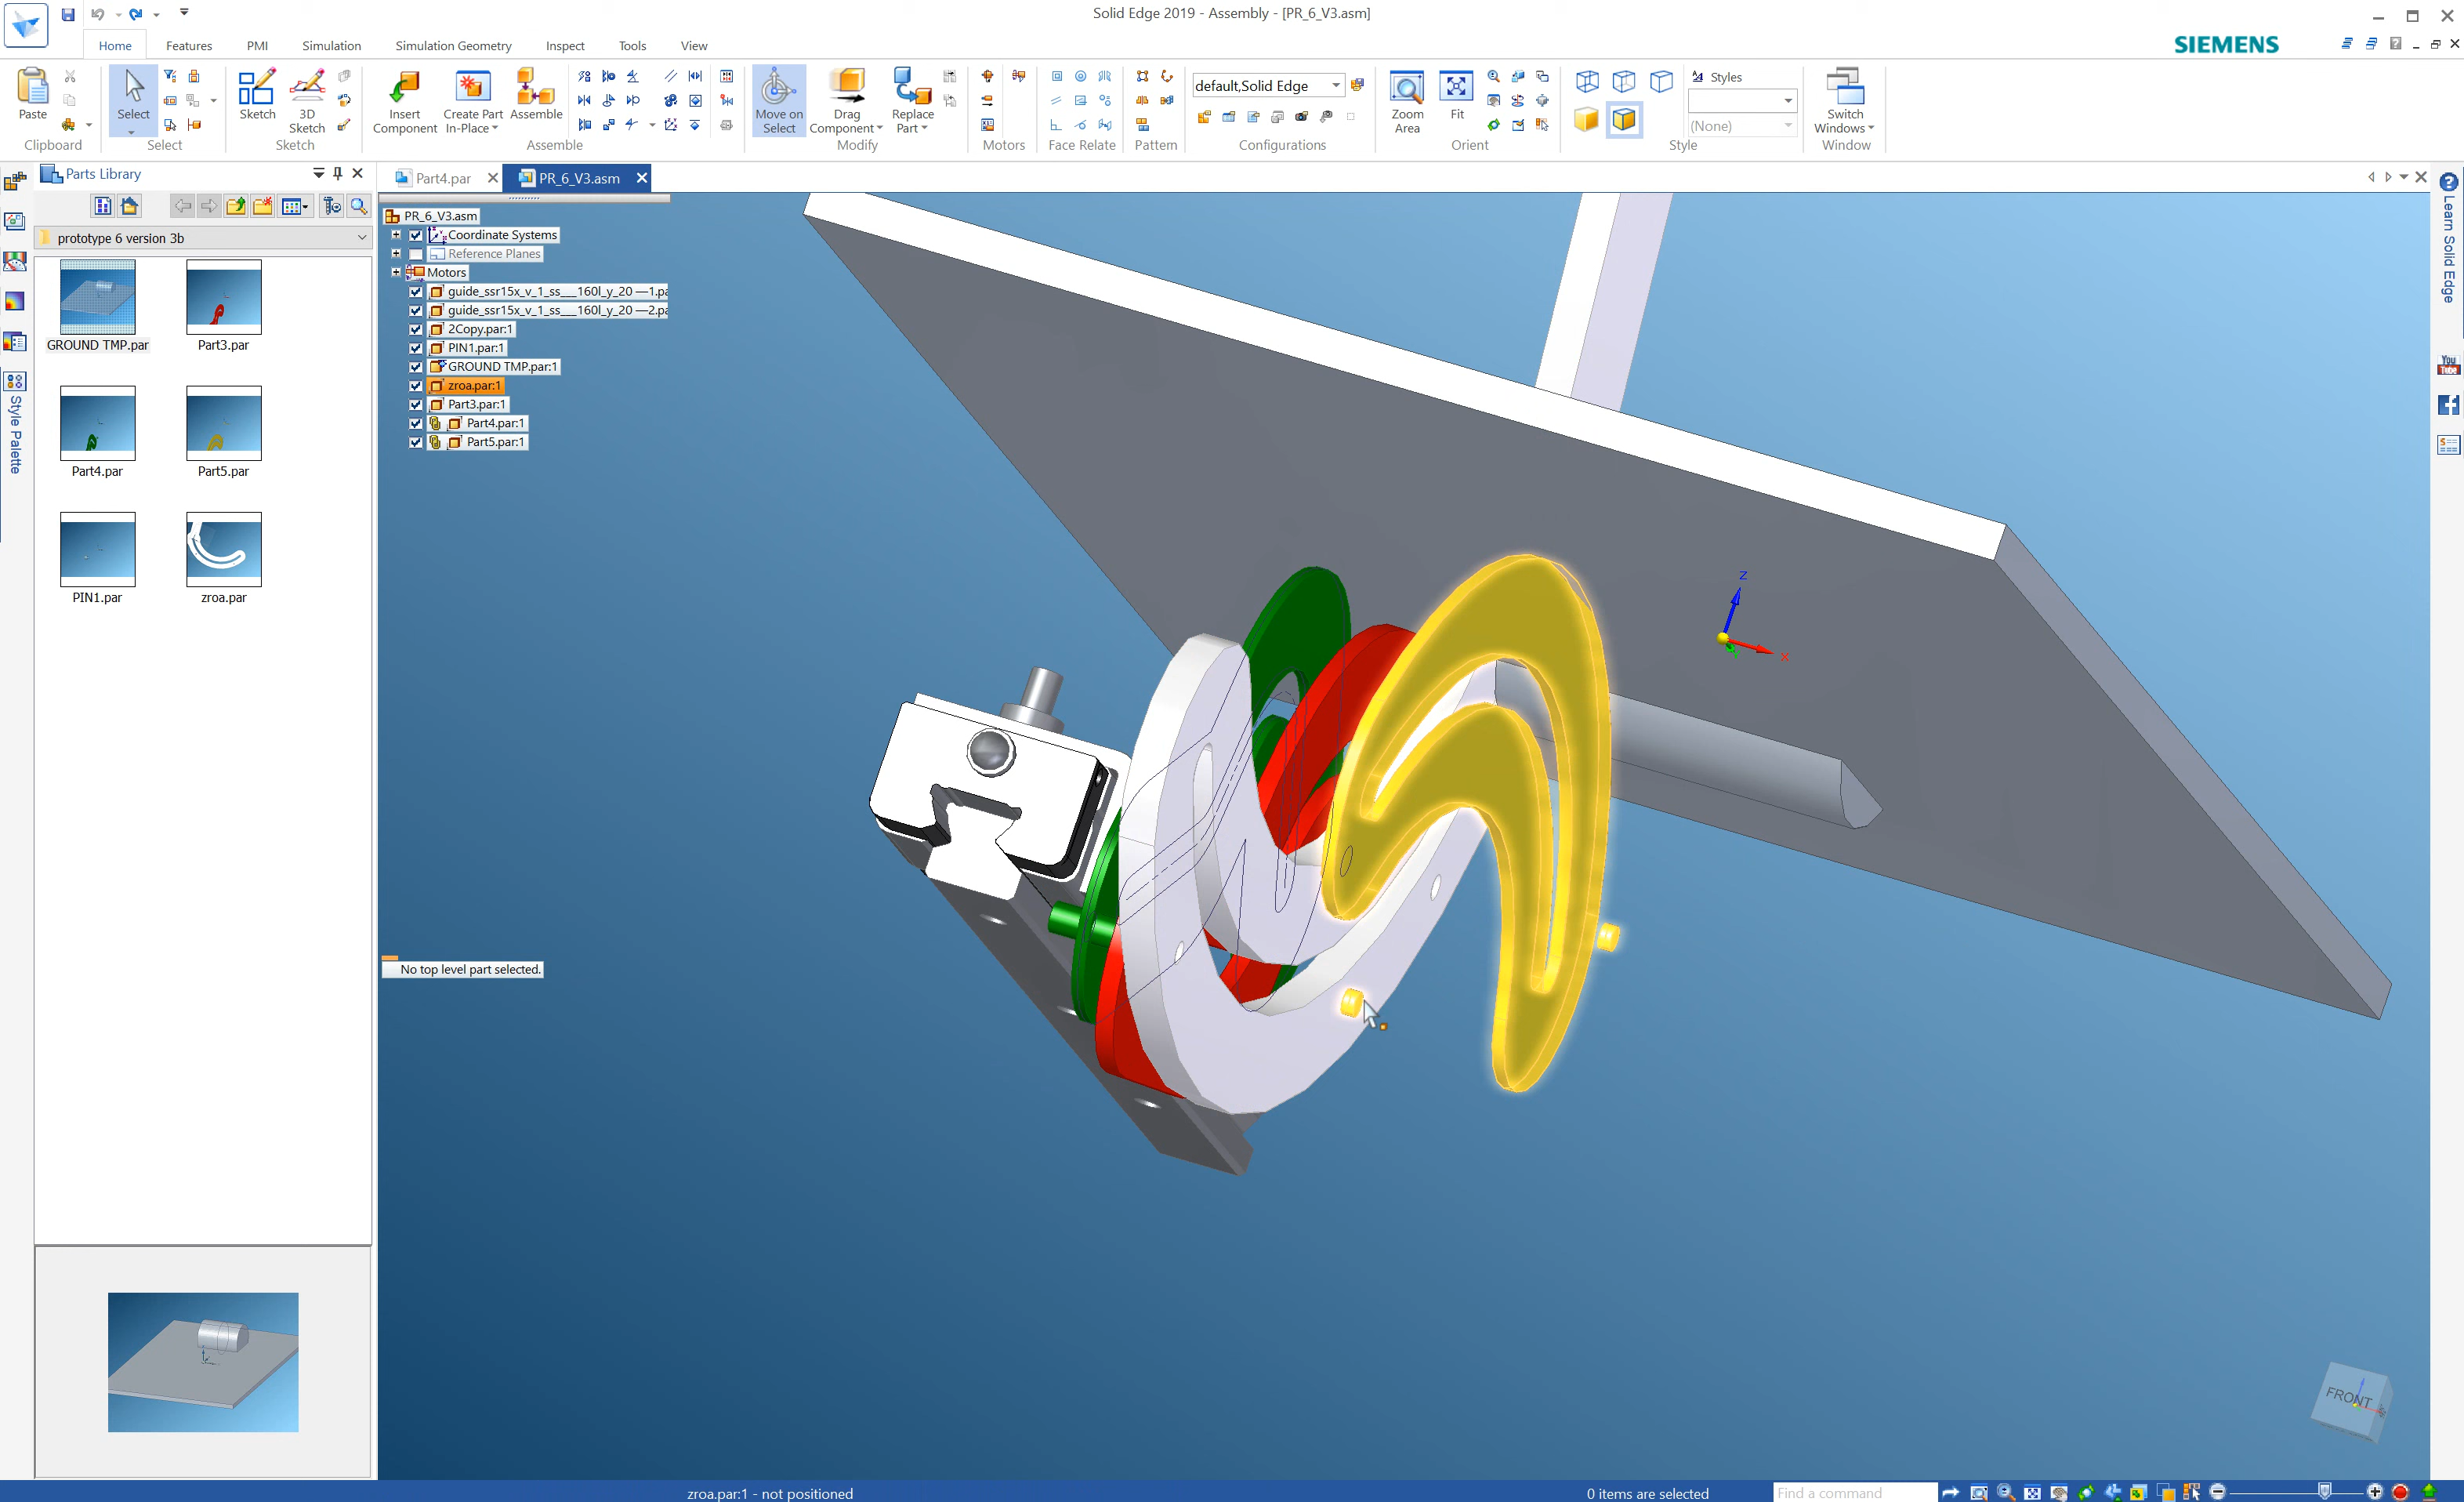 Solid Edge 2019 - Assembly - [PR_6_V3.asm]
Home
Features
PMI
Simulation
Simulation Geometry
Inspect
Tools
View
SIEMENS
Paste
Clipboard
Select
Select
Sketch
3D Sketch
Sketch
Insert Component
Create Part In-Place
Assemble
Assemble
Move on Select
Drag Component
Replace Part
Modify
Motors
Face Relate
Pattern
default,Solid Edge
Configurations
Zoom Area
Fit
Orient
Styles
(None)
Style
Switch Windows
Window
Parts Library
prototype 6 version 3b
GROUND TMP.par
Part3.par
Part4.par
Part5.par
PIN1.par
zroa.par
Style Palette
Part4.par
PR_6_V3.asm
PR_6_V3.asm
Coordinate Systems
Reference Planes
Motors
guide_ssr15x_v_1_ss__160l_y_20 —1.pa
guide_ssr15x_v_1_ss__160l_y_20 —2.pa
2Copy.par:1
PIN1.par:1
GROUND TMP.par:1
zroa.par:1
Part3.par:1
Part4.par:1
Part5.par:1
No top level part selected.
Z
X
FRONT
Learn Solid Edge
You
Tube
zroa.par:1 - not positioned
0 items are selected
Find a command